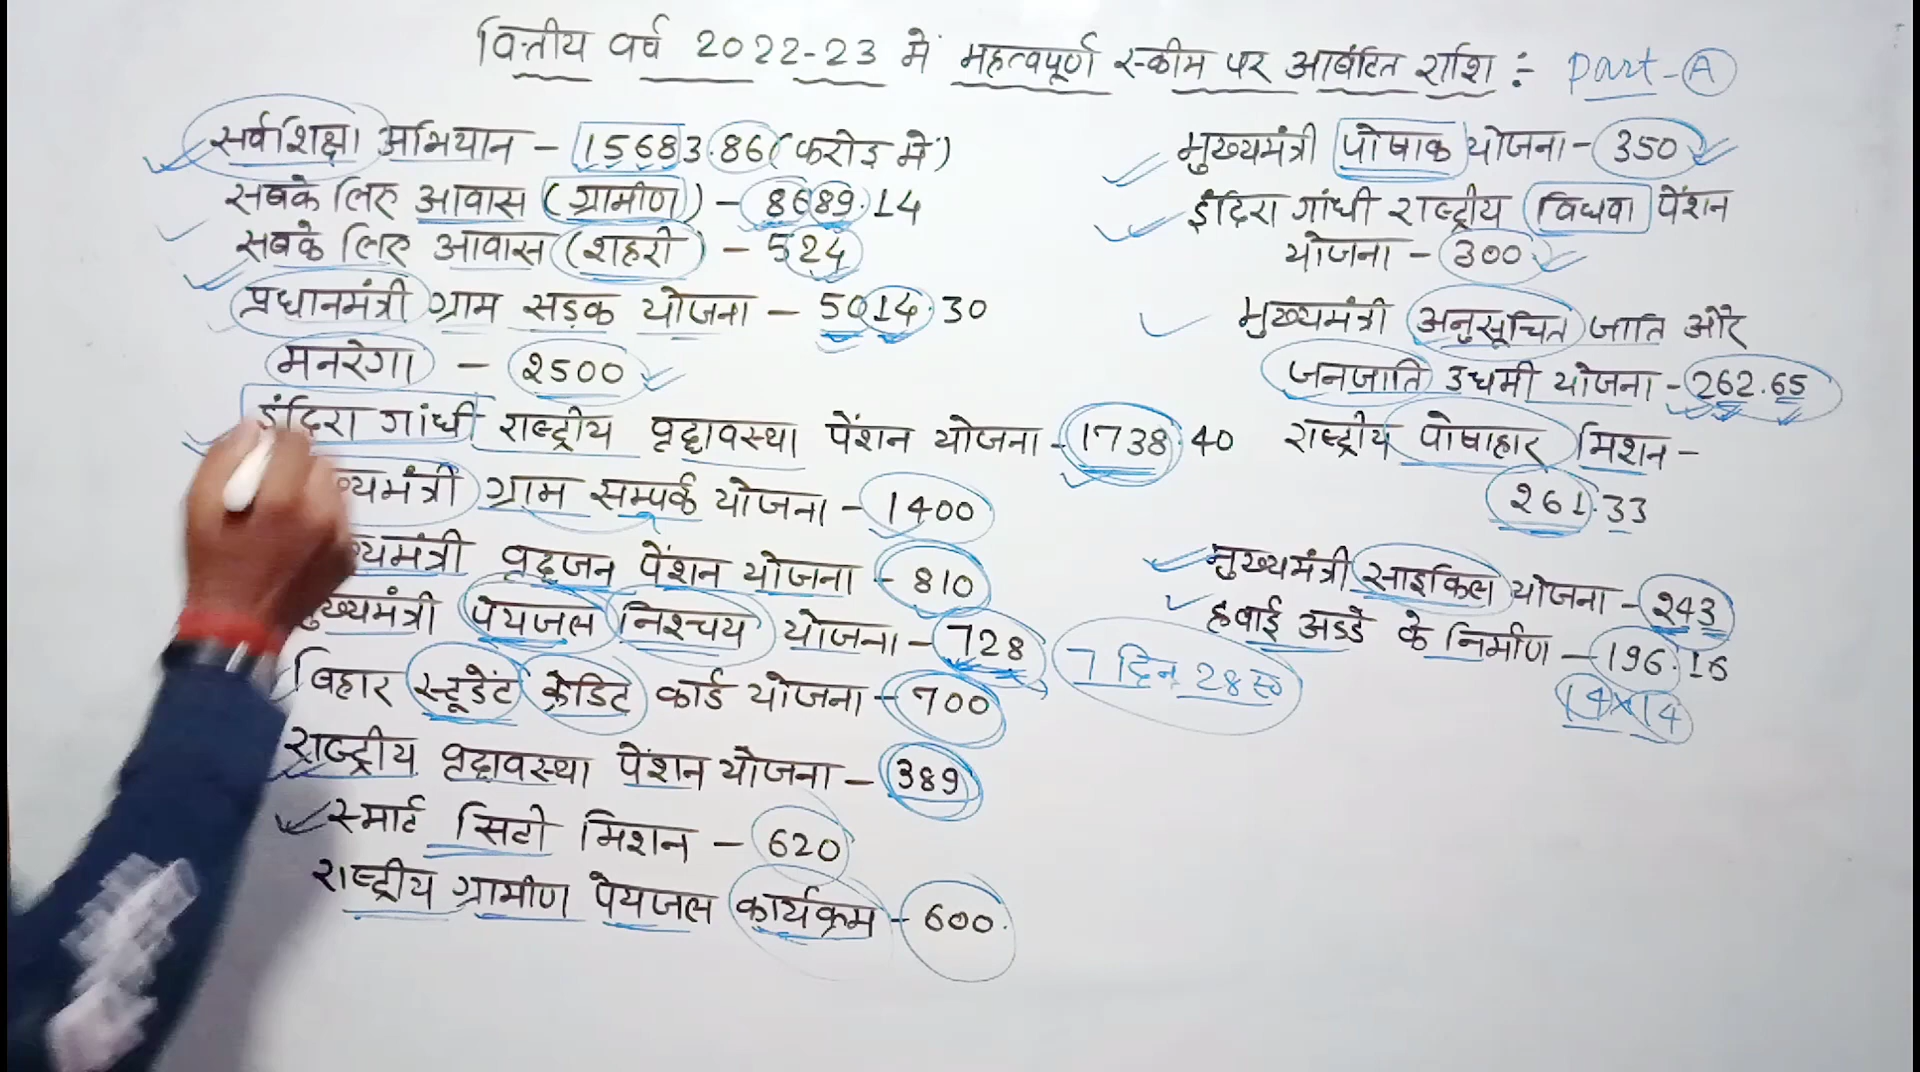 वित्तीय वर्ष 2022-23 में महत्वपूर्ण स्कीम पर आवंटित राशि :- Part-A
सर्वशिक्षा अभियान - 15683.86 (करोड़ में)
सबके लिए आवास (ग्रामीण) - 8689.14
सबके लिए आवास (शहरी) - 524
प्रधानमंत्री ग्राम सड़क योजना - 5014.30
मनरेगा - 2500
इंदिरा गांधी राष्ट्रीय वृद्धावस्था पेंशन योजना - 1738.40
ख्यमंत्री ग्राम सम्पर्क योजना - 1400
ख्यमंत्री वृद्धजन पेंशन योजना - 810
मुख्यमंत्री पेयजल निश्चय योजना - 728
7 दिन 28 रु
बिहार स्टूडेंट क्रेडिट कार्ड योजना - 700
राष्ट्रीय वृद्धावस्था पेंशन योजना - 389
स्मार्ट सिटी मिशन - 620
राष्ट्रीय ग्रामीण पेयजल कार्यक्रम - 600
मुख्यमंत्री पोषाक योजना - 350
इंदिरा गांधी राष्ट्रीय विधवा पेंशन
योजना - 300
मुख्यमंत्री अनुसूचित जाति और
जनजाति उधमी योजना - 262.65
राष्ट्रीय पोषाहार मिशन -
261.33
मुख्यमंत्री साइकिल योजना - 243
हवाई अड्डे के निर्माण - 196.16
14×14